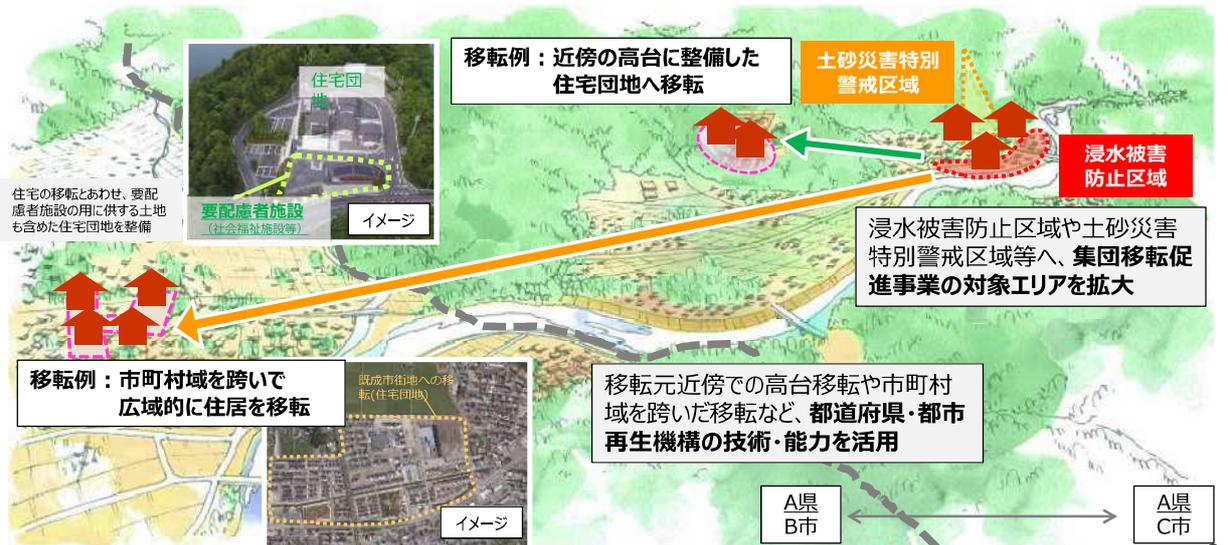 移転例：近傍の高台に整備した
住宅団地へ移転
土砂災害特別
警戒区域
浸水被害
防止区域
住宅団
地
要配慮者施設
（社会福祉施設等）
イメージ
住宅の移転とあわせ、要配
慮者施設の用に供する土地
も含めた住宅団地を整備
浸水被害防止区域や土砂災害
特別警戒区域等へ、集団移転促
進事業の対象エリアを拡大
移転例：市町村域を跨いで
広域的に住居を移転
既成市街地への移
転(住宅団地)
イメージ
移転元近傍での高台移転や市町村
域を跨いだ移転など、都道府県・都市
再生機構の技術・能力を活用
A県
B市
A県
C市